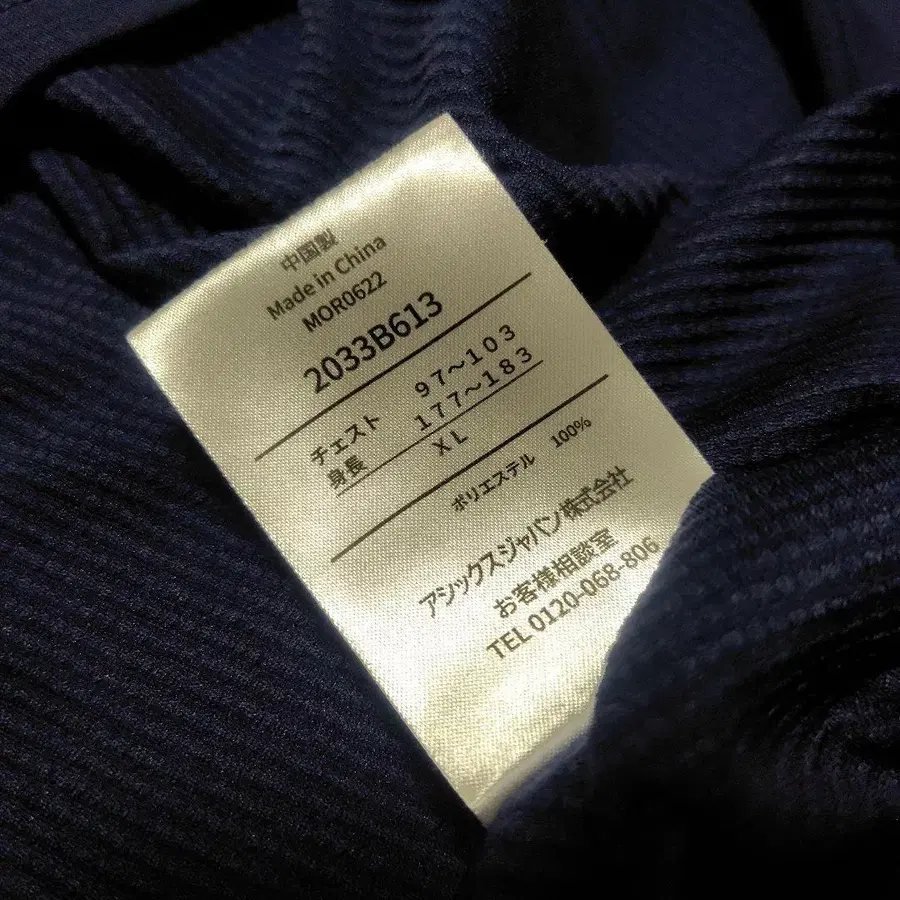 中国製
Made in China
MOR0622
2033B613
チェスト 97～103
身長 177～183
XL
ポリエステル 100%
アシックスジャパン株式会社
お客様相談室
TEL 0120-068-806